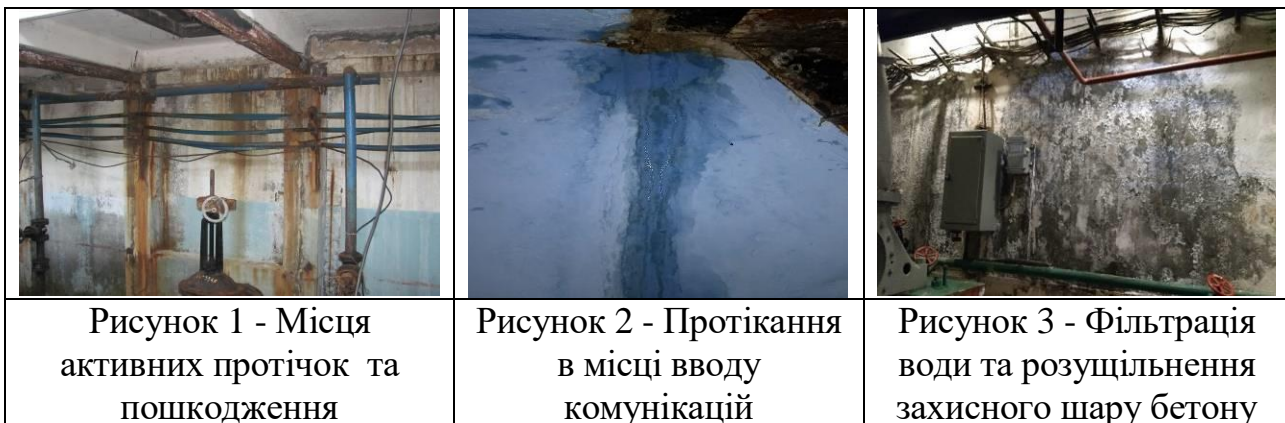 Рисунок 1 - Місця
активних протічок та
пошкодження
Рисунок 2 - Протікання
в місці вводу
комунікацій
Рисунок 3 - Фільтрація
води та розущільнення
захисного шару бетону